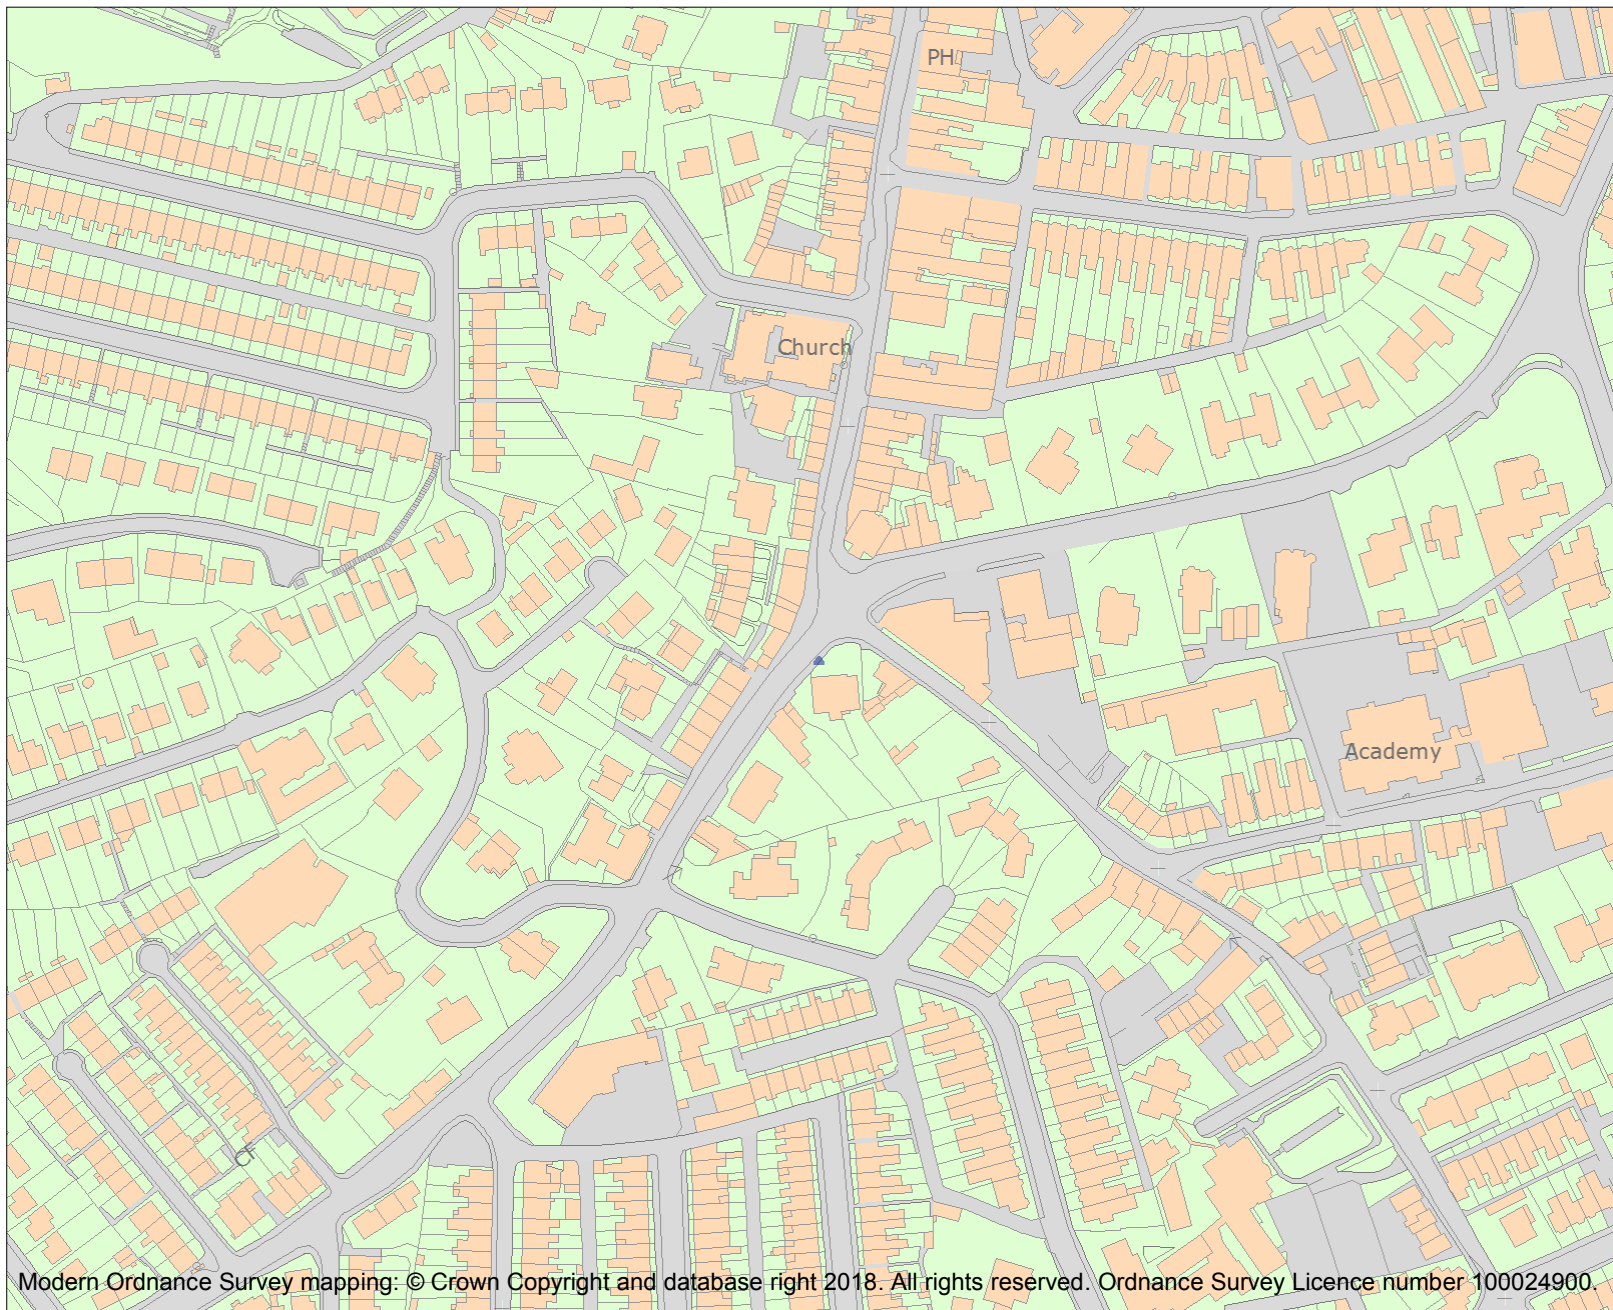 PH
Church
Academy
Modern Ordnance Survey mapping: © Crown Copyright and database right 2018. All rights reserved. Ordnance Survey Licence number 100024900.